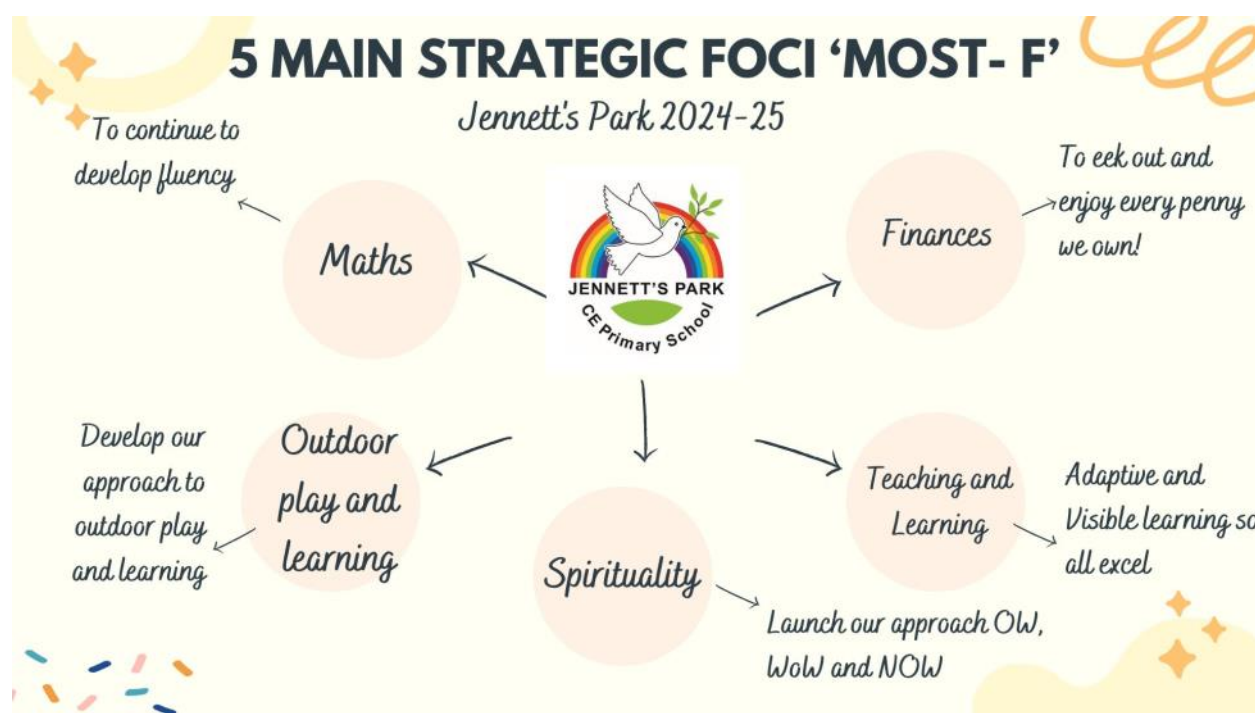 5 MAIN STRATEGIC FOCI ‘MOST- F’
Jennett's Park 2024-25
To continue to
develop fluency
Maths
JENNETT'S PARK
CE Primary School
Finances
To eek out and
enjoy every penny
we own!
Develop our
approach to
outdoor play
and learning
Outdoor
play and
learning
Spirituality
Launch our approach OW,
WoW and NOW
Teaching and
Learning
Adaptive and
Visible learning so
all excel